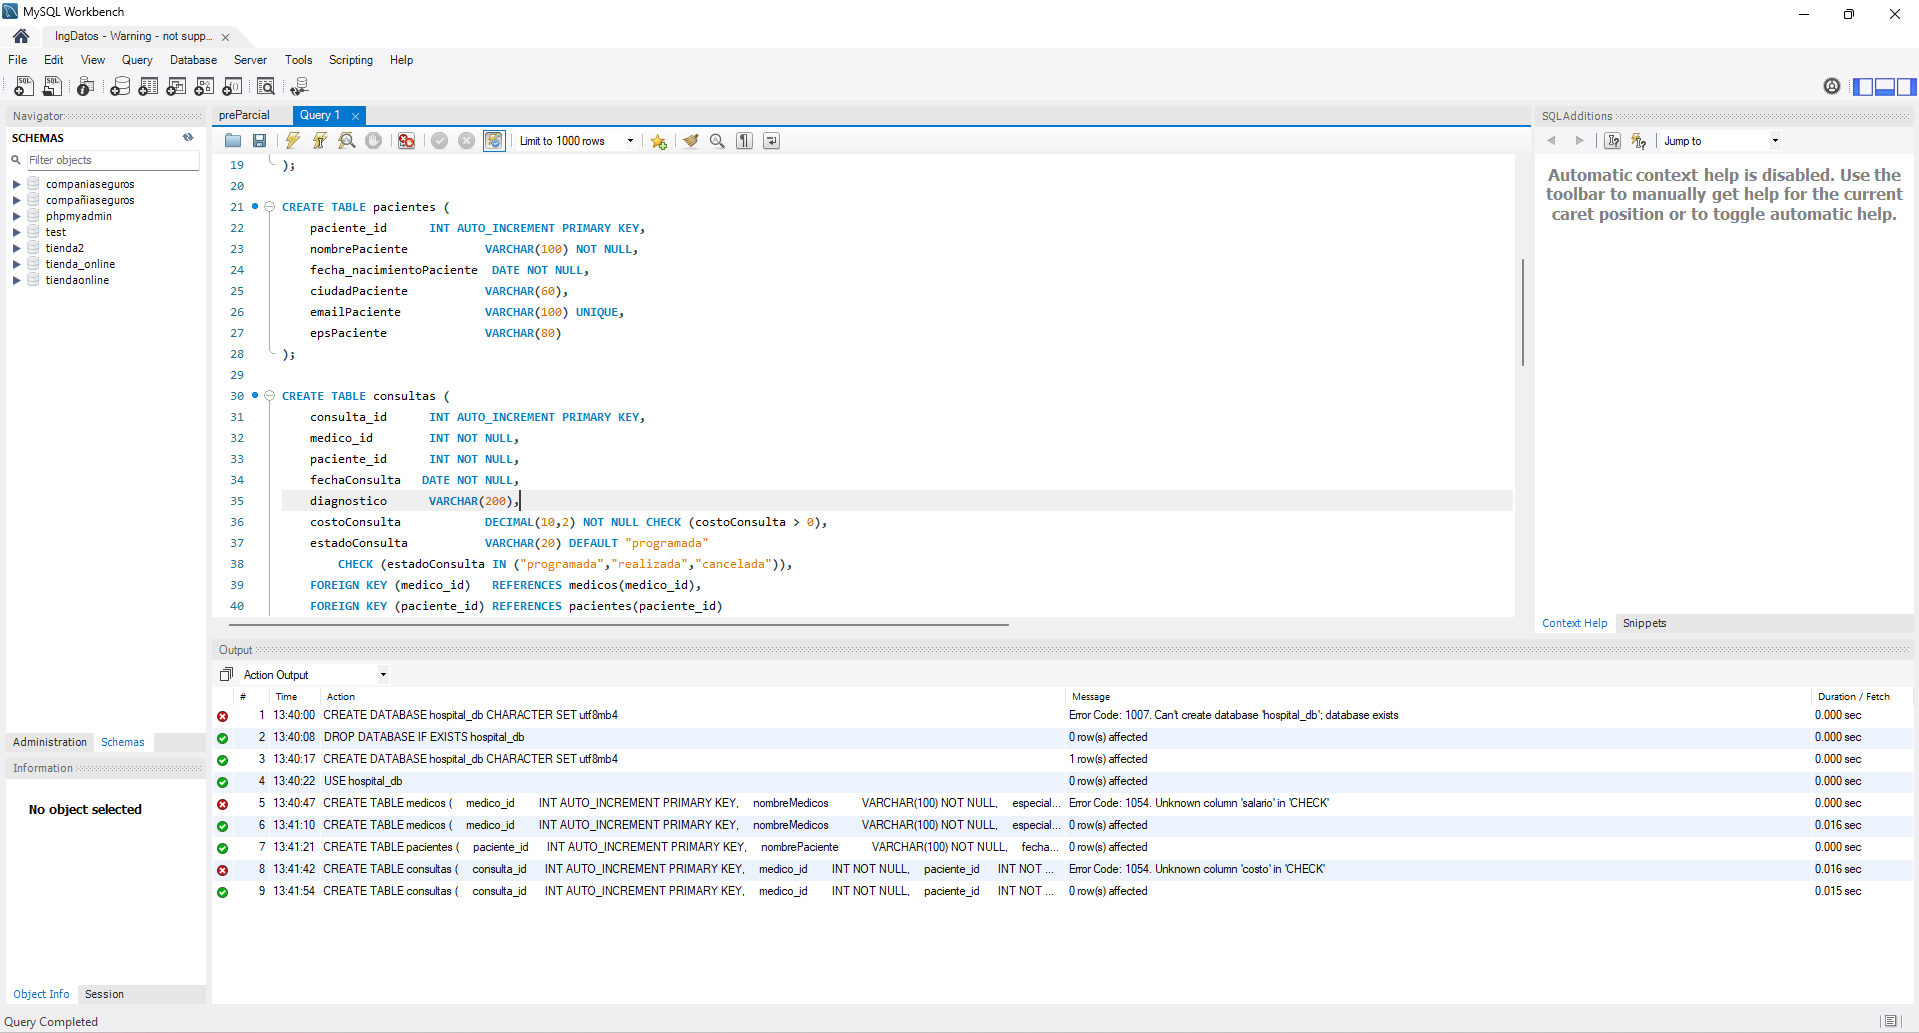 MySQL Workbench
IngDatos - Warning - not supp...
File Edit View Query Database Server Tools Scripting Help
Navigator
SCHEMAS
Filter objects
companiaseguros
compañiaseguros
phpmyadmin
test
tienda2
tienda_online
tiendaonline
Administration Schemas
Information
No object selected
Object Info Session
preParcial Query 1
Limit to 1000 rows
19 );
20
21 CREATE TABLE pacientes (
22 paciente_id INT AUTO_INCREMENT PRIMARY KEY,
23 nombrePaciente VARCHAR(100) NOT NULL,
24 fecha_nacimientoPaciente DATE NOT NULL,
25 ciudadPaciente VARCHAR(60),
26 emailPaciente VARCHAR(100) UNIQUE,
27 epsPaciente VARCHAR(80)
28 );
29
30 CREATE TABLE consultas (
31 consulta_id INT AUTO_INCREMENT PRIMARY KEY,
32 medico_id INT NOT NULL,
33 paciente_id INT NOT NULL,
34 fechaConsulta DATE NOT NULL,
35 diagnostico VARCHAR(200),
36 costoConsulta DECIMAL(10,2) NOT NULL CHECK (costoConsulta > 0),
37 estadoConsulta VARCHAR(20) DEFAULT "programada"
38 CHECK (estadoConsulta IN ("programada","realizada","cancelada")),
39 FOREIGN KEY (medico_id) REFERENCES medicos(medico_id),
40 FOREIGN KEY (paciente_id) REFERENCES pacientes(paciente_id)
SQLAdditions
Jump to
Automatic context help is disabled. Use the
toolbar to manually get help for the current
caret position or to toggle automatic help.
Context Help Snippets
Output
Action Output
# Time Action Message Duration / Fetch
1 13:40:00 CREATE DATABASE hospital_db CHARACTER SET utf8mb4 Error Code: 1007. Can't create database 'hospital_db'; database exists 0.000 sec
2 13:40:08 DROP DATABASE IF EXISTS hospital_db 0 row(s) affected 0.000 sec
3 13:40:17 CREATE DATABASE hospital_db CHARACTER SET utf8mb4 1 row(s) affected 0.000 sec
4 13:40:22 USE hospital_db 0 row(s) affected 0.000 sec
5 13:40:47 CREATE TABLE medicos ( medico_id INT AUTO_INCREMENT PRIMARY KEY, nombreMedicos VARCHAR(100) NOT NULL, especial... Error Code: 1054. Unknown column 'salario' in 'CHECK' 0.000 sec
6 13:41:10 CREATE TABLE medicos ( medico_id INT AUTO_INCREMENT PRIMARY KEY, nombreMedicos VARCHAR(100) NOT NULL, especial... 0 row(s) affected 0.016 sec
7 13:41:21 CREATE TABLE pacientes ( paciente_id INT AUTO_INCREMENT PRIMARY KEY, nombrePaciente VARCHAR(100) NOT NULL, fecha... 0 row(s) affected 0.000 sec
8 13:41:42 CREATE TABLE consultas ( consulta_id INT AUTO_INCREMENT PRIMARY KEY, medico_id INT NOT NULL, paciente_id INT NOT ... Error Code: 1054. Unknown column 'costo' in 'CHECK' 0.016 sec
9 13:41:54 CREATE TABLE consultas ( consulta_id INT AUTO_INCREMENT PRIMARY KEY, medico_id INT NOT NULL, paciente_id INT NOT ... 0 row(s) affected 0.015 sec
Query Completed